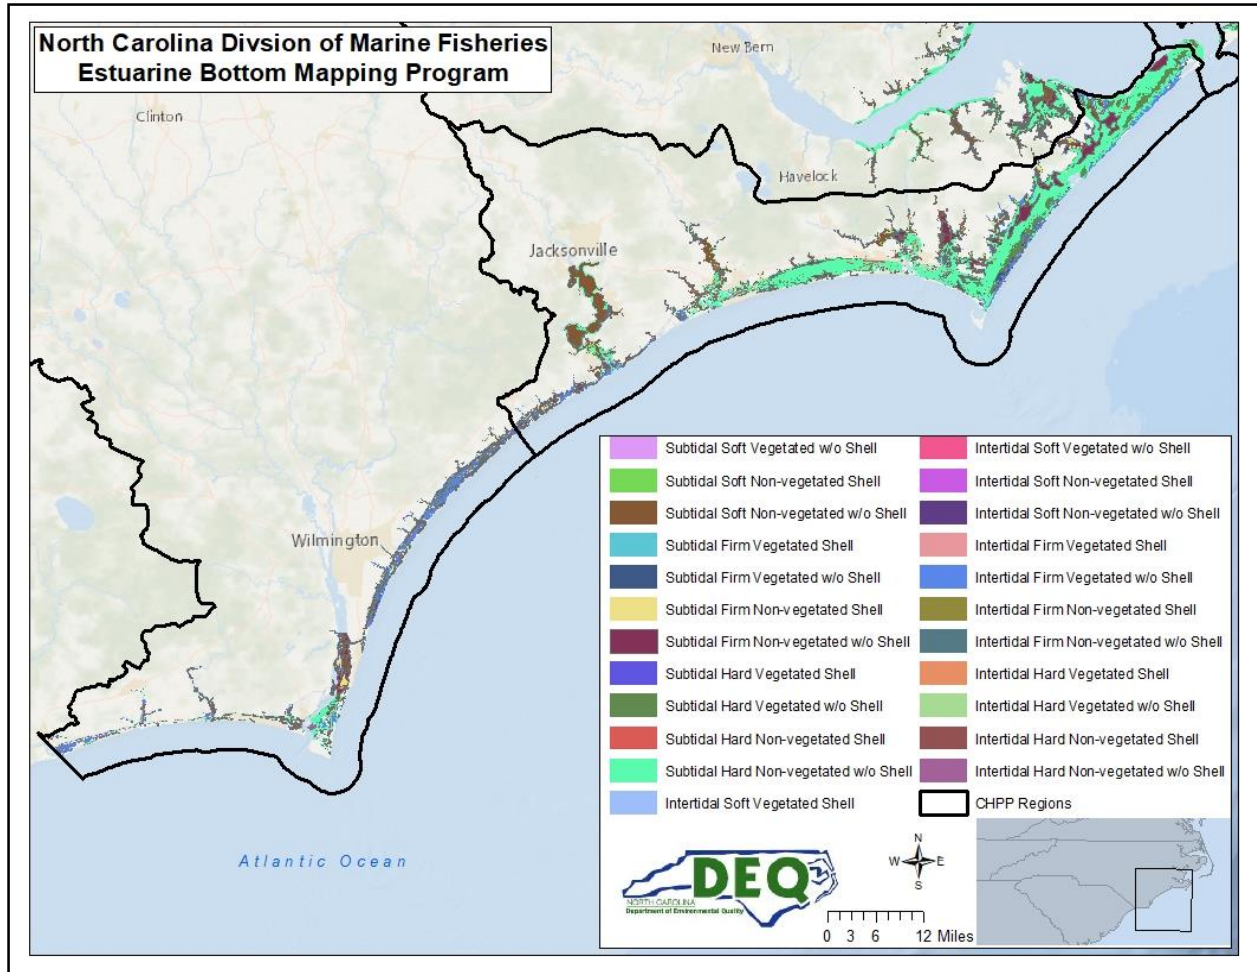 North Carolina Divsion of Marine Fisheries
Estuarine Bottom Mapping Program
New Bern
Clinton
Havelock
Jacksonville
Wilmington
Atlantic Ocean
Subtidal Soft Vegetated w/o Shell
Subtidal Soft Non-vegetated Shell
Subtidal Soft Non-vegetated w/o Shell
Subtidal Firm Vegetated Shell
Subtidal Firm Vegetated w/o Shell
Subtidal Firm Non-vegetated Shell
Subtidal Firm Non-vegetated w/o Shell
Subtidal Hard Vegetated Shell
Subtidal Hard Vegetated w/o Shell
Subtidal Hard Non-vegetated Shell
Subtidal Hard Non-vegetated w/o Shell
Intertidal Soft Vegetated Shell
Intertidal Soft Vegetated w/o Shell
Intertidal Soft Non-vegetated Shell
Intertidal Soft Non-vegetated w/o Shell
Intertidal Firm Vegetated Shell
Intertidal Firm Vegetated w/o Shell
Intertidal Firm Non-vegetated Shell
Intertidal Firm Non-vegetated w/o Shell
Intertidal Hard Vegetated Shell
Intertidal Hard Vegetated w/o Shell
Intertidal Hard Non-vegetated Shell
Intertidal Hard Non-vegetated w/o Shell
CHPP Regions
DEQ
NORTH CAROLINA
Department of Environmental Quality
N
W E
S
0 3 6 12 Miles